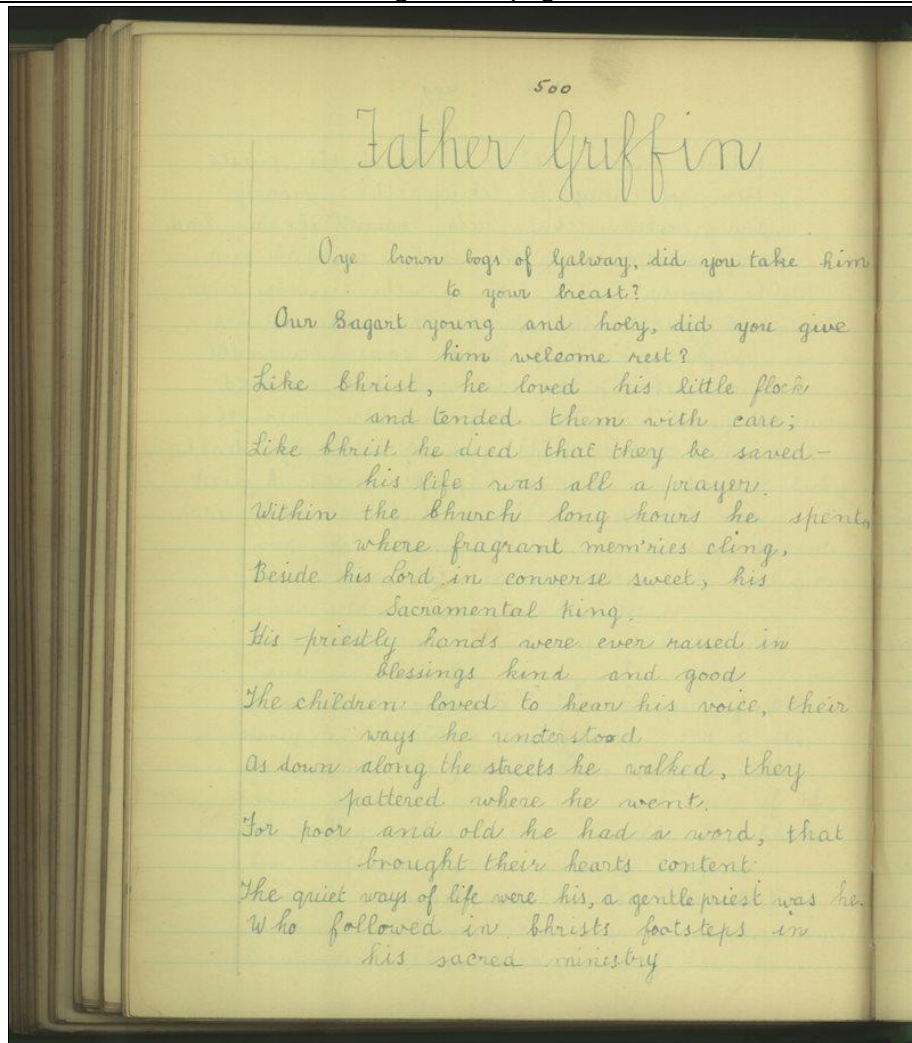 500
Father Griffin
Oye brown bogs of Galway, did you take him
to your breast?
Our Sagart young and holy, did you give
him welcome rest?
Like Christ, he loved his little flock
and tended them with care;
Like Christ he died that they be saved -
his life was all a prayer.
Within the Church long hours he spent,
where fragrant mem'ries cling,
Beside his Lord in converse sweet, his
Sacramental King.
His priestly hands were ever raised in
blessings kind and good
The children loved to hear his voice, their
ways he understood
As down along the streets he walked, they
pattered where he went.
For poor and old he had a word, that
brought their hearts content
The quiet ways of life were his, a gentle priest was he.
Who followed in Christs footsteps in
his sacred ministry